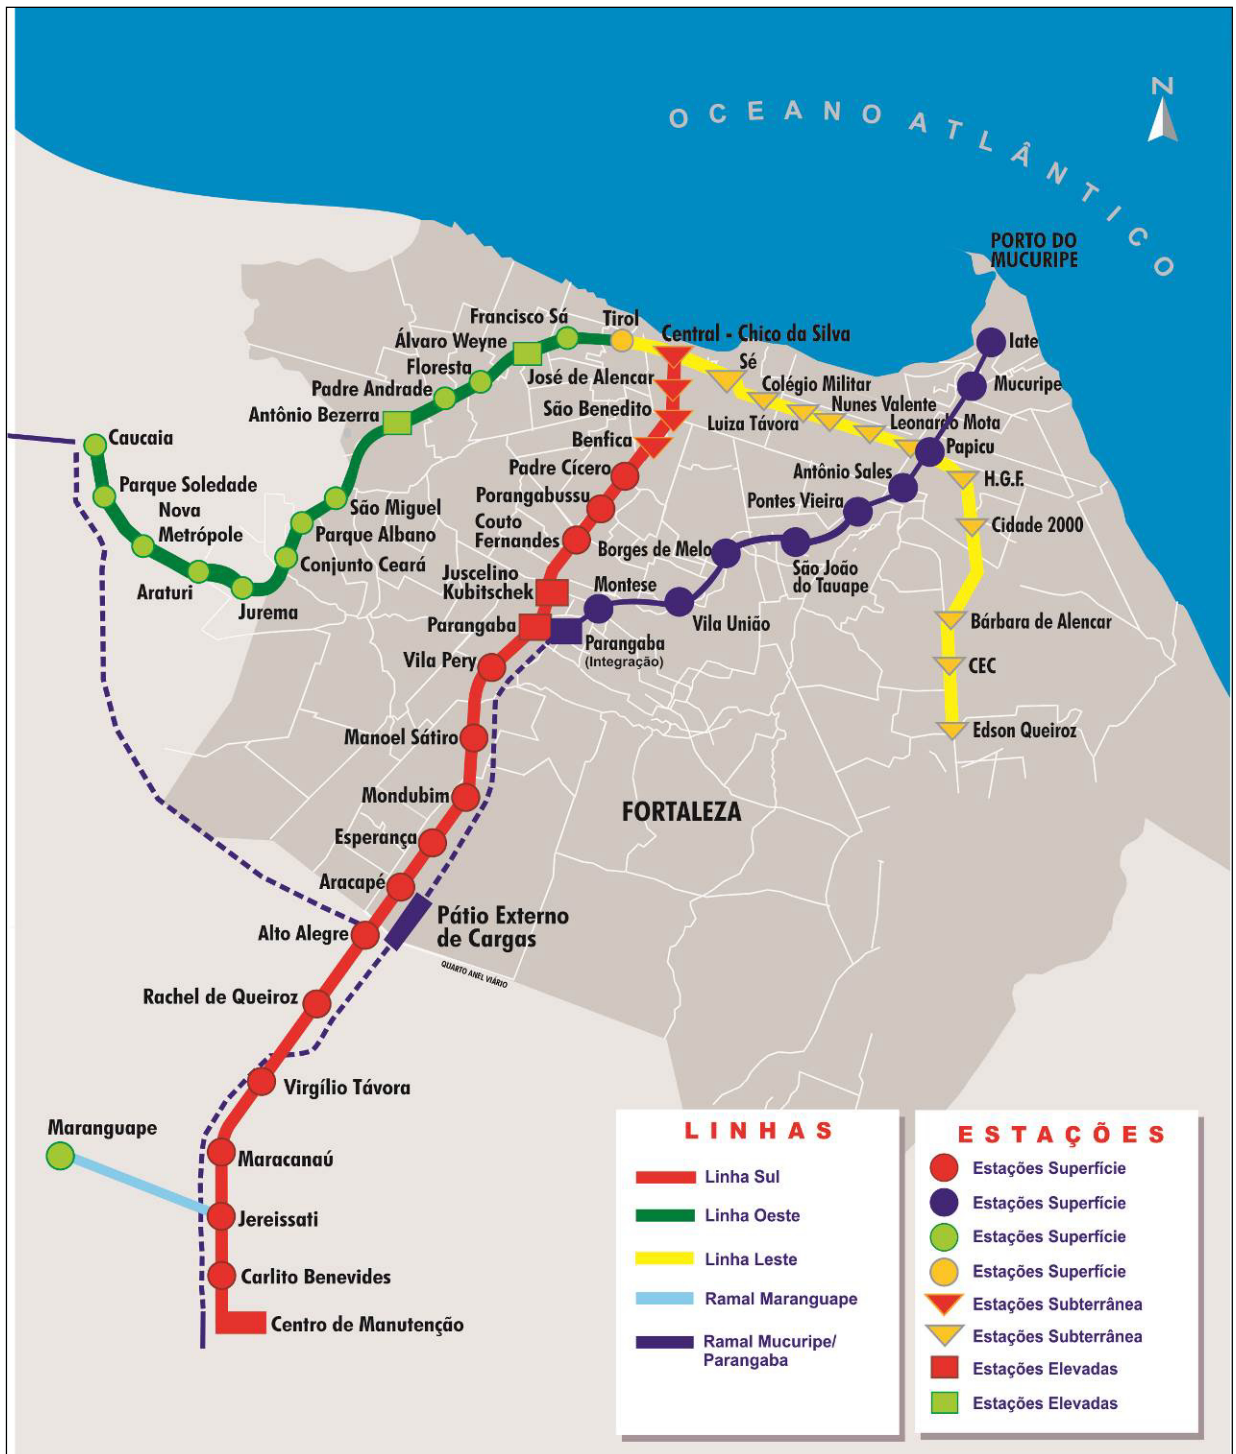 OCEANO ATLÂNTICO
N
PORTO DO
MUCURIPE
Francisco Sá
Tirol
Central - Chico da Silva
Iate
Álvaro Weyne
Sé
Floresta
José de Alencar
Colégio Militar
Mucuripe
Padre Andrade
Nunes Valente
Antônio Bezerra
São Benedito
Luiza Távora
Leonardo Mota
Caucaia
Benfica
Papicu
Padre Cícero
Antônio Sales
H.G.F.
Parque Soledade
Porangabussu
Pontes Vieira
Nova
Metrópole
São Miguel
Couto
Fernandes
Cidade 2000
Parque Albano
Borges de Melo
Conjunto Ceará
São João
do Tauape
Araturi
Juscelino
Kubitschek
Montese
Jurema
Parangaba
Vila União
Bárbara de Alencar
Parangaba
(Integração)
Vila Pery
CEC
Manoel Sátiro
Edson Queiroz
Mondubim
FORTALEZA
Esperança
Aracapé
Pátio Externo
de Cargas
Alto Alegre
QUARTO ANEL VIÁRIO
Rachel de Queiroz
Virgílio Távora
Maranguape
Maracanaú
Jereissati
Carlito Benevides
Centro de Manutenção
LINHAS
Linha Sul
Linha Oeste
Linha Leste
Ramal Maranguape
Ramal Mucuripe/
Parangaba
ESTAÇÕES
Estações Superfície
Estações Superfície
Estações Superfície
Estações Superfície
Estações Subterrânea
Estações Subterrânea
Estações Elevadas
Estações Elevadas